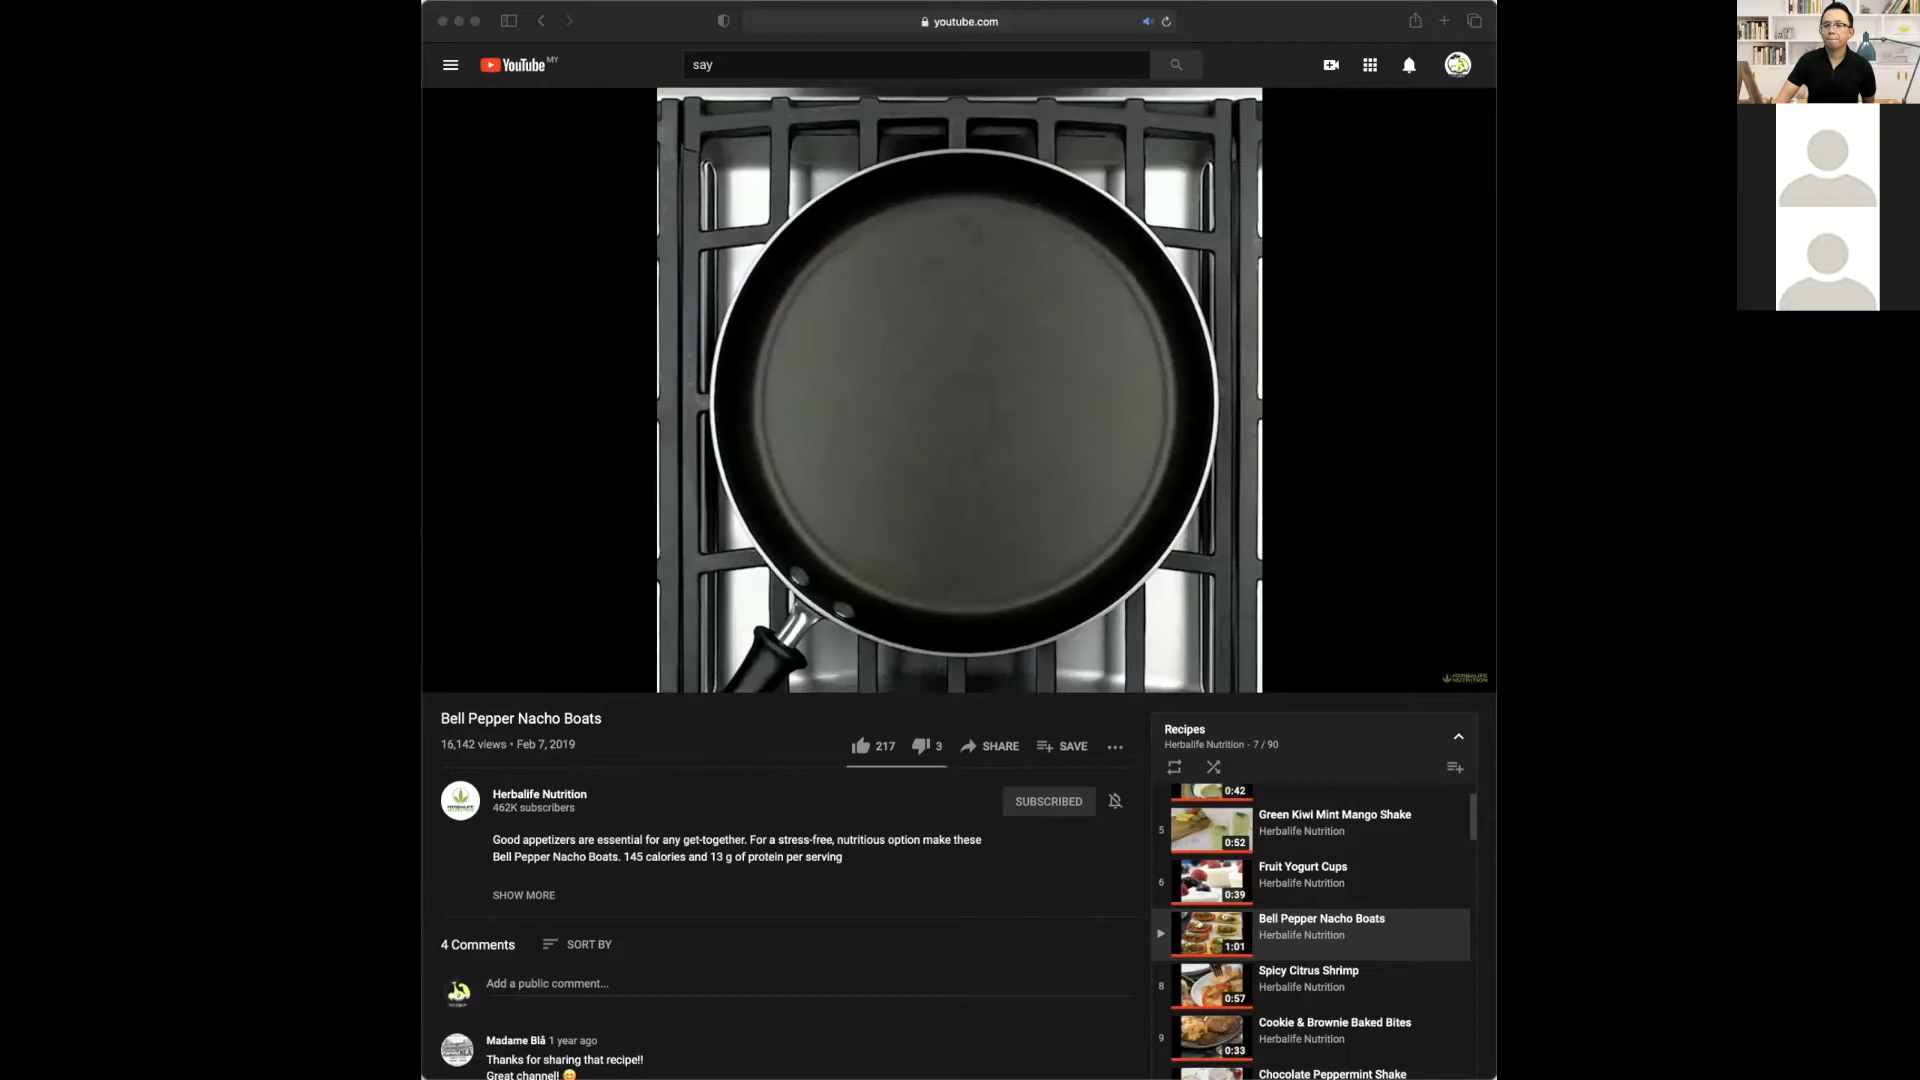 youtube.com
YouTube MY
say
HERBALIFE
NUTRITION
Bell Pepper Nacho Boats
16,142 views • Feb 7, 2019
217
3
SHARE
SAVE
Herbalife Nutrition
462K subscribers
SUBSCRIBED
Good appetizers are essential for any get-together. For a stress-free, nutritious option make these
Bell Pepper Nacho Boats. 145 calories and 13 g of protein per serving
SHOW MORE
4 Comments
SORT BY
Add a public comment...
Madame Blå 1 year ago
Thanks for sharing that recipe!!
Great channel! 😊
Recipes
Herbalife Nutrition - 7 / 90
0:42
5
0:52
Green Kiwi Mint Mango Shake
Herbalife Nutrition
6
0:39
Fruit Yogurt Cups
Herbalife Nutrition
1:01
Bell Pepper Nacho Boats
Herbalife Nutrition
8
0:57
Spicy Citrus Shrimp
Herbalife Nutrition
9
0:33
Cookie & Brownie Baked Bites
Herbalife Nutrition
Chocolate Peppermint Shake